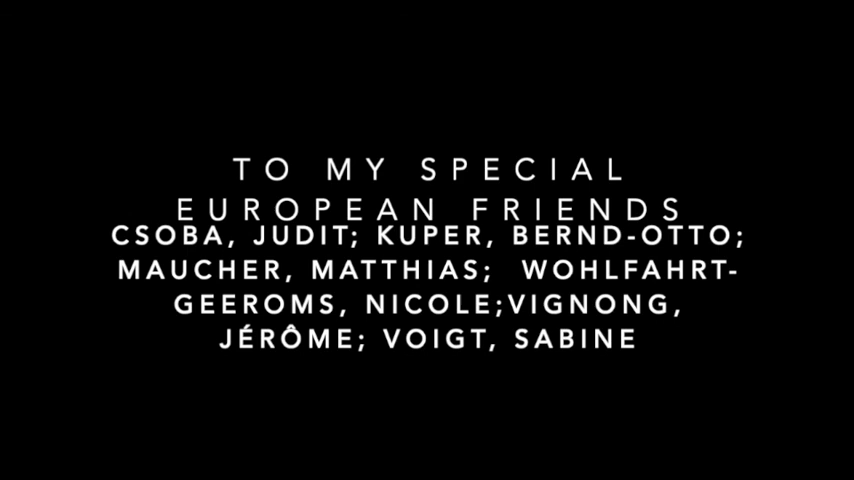 TO MY SPECIAL
EUROPEAN FRIENDS
CSOBA, JUDIT; KUPER, BERND-OTTO;
MAUCHER, MATTHIAS; WOHLFAHRT-
GEEROMS, NICOLE;VIGNONG,
JÉRÔME; VOIGT, SABINE